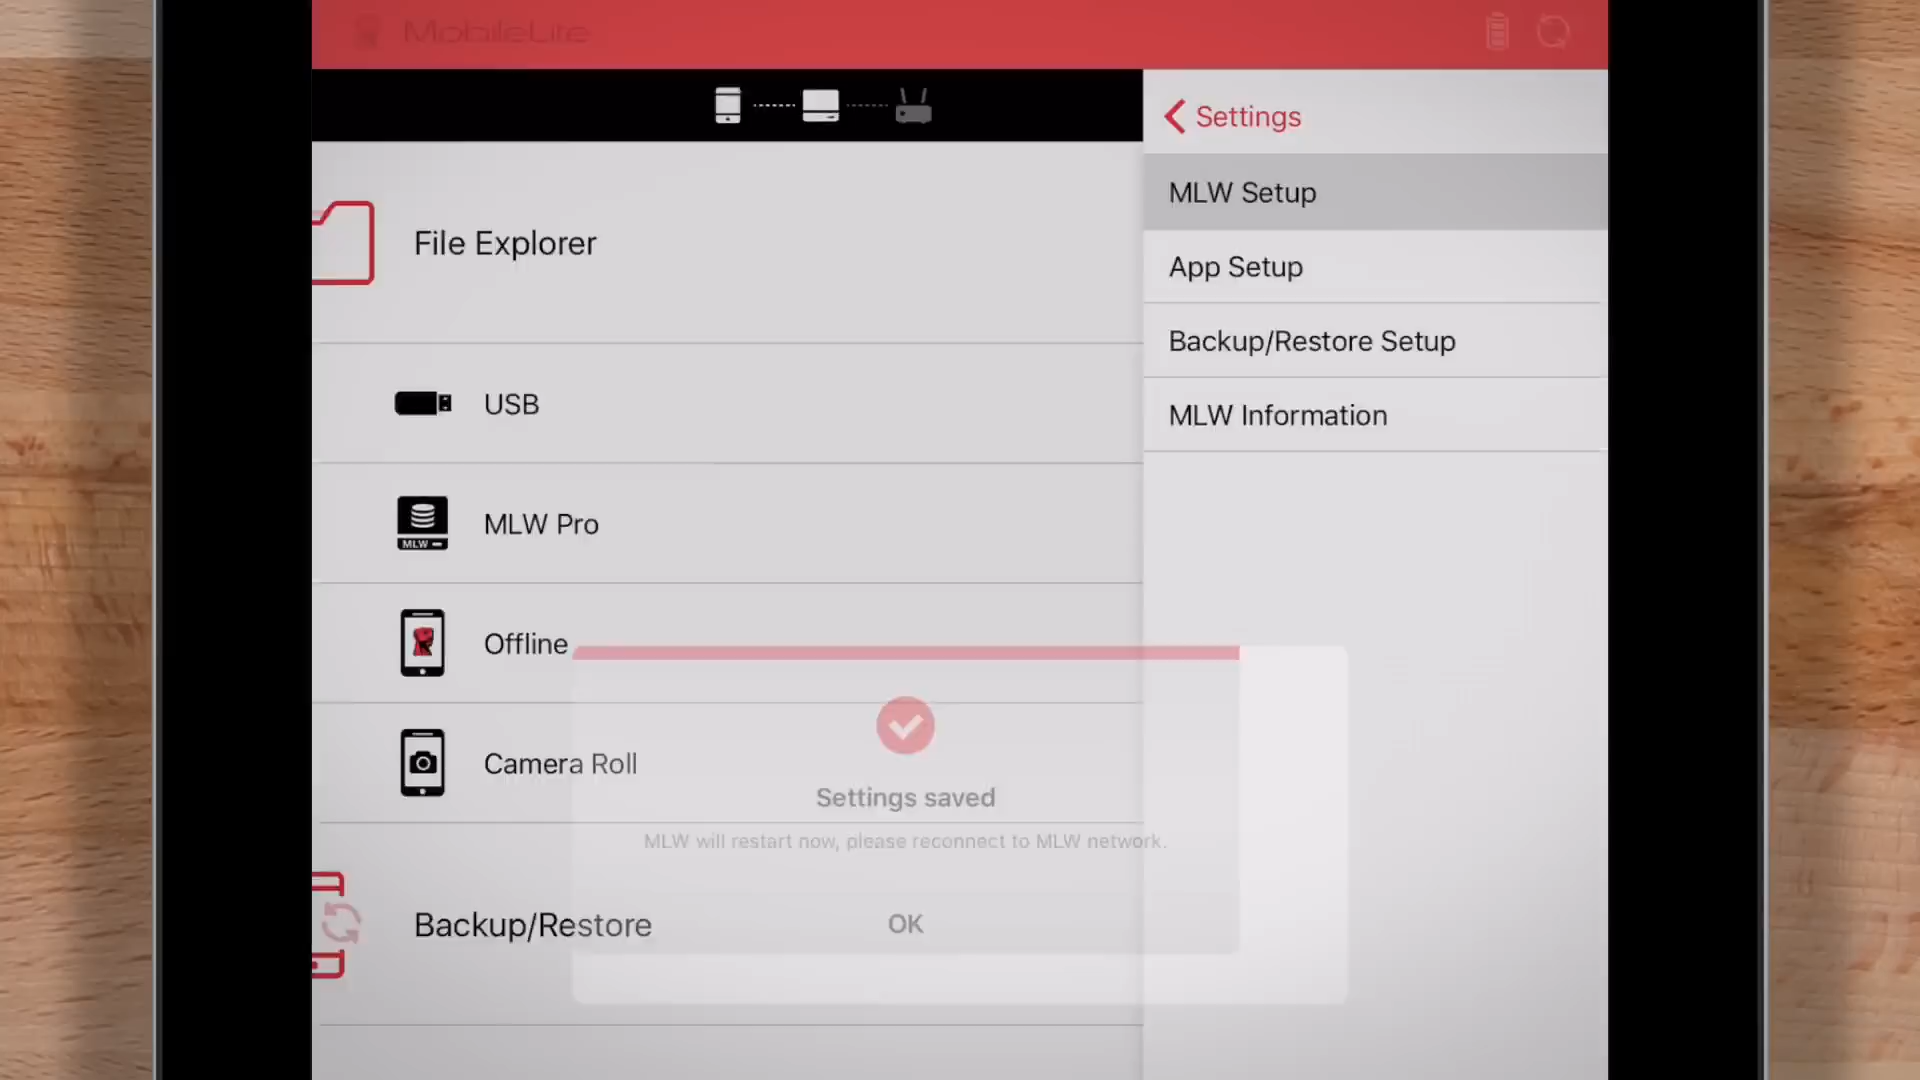 MobileLite
Settings
MLW Setup
App Setup
Backup/Restore Setup
MLW Information
File Explorer
USB
MLW Pro
MLW
Offline
Camera Roll
Backup/Restore
Settings saved
MLW will restart now, please reconnect to MLW network.
OK